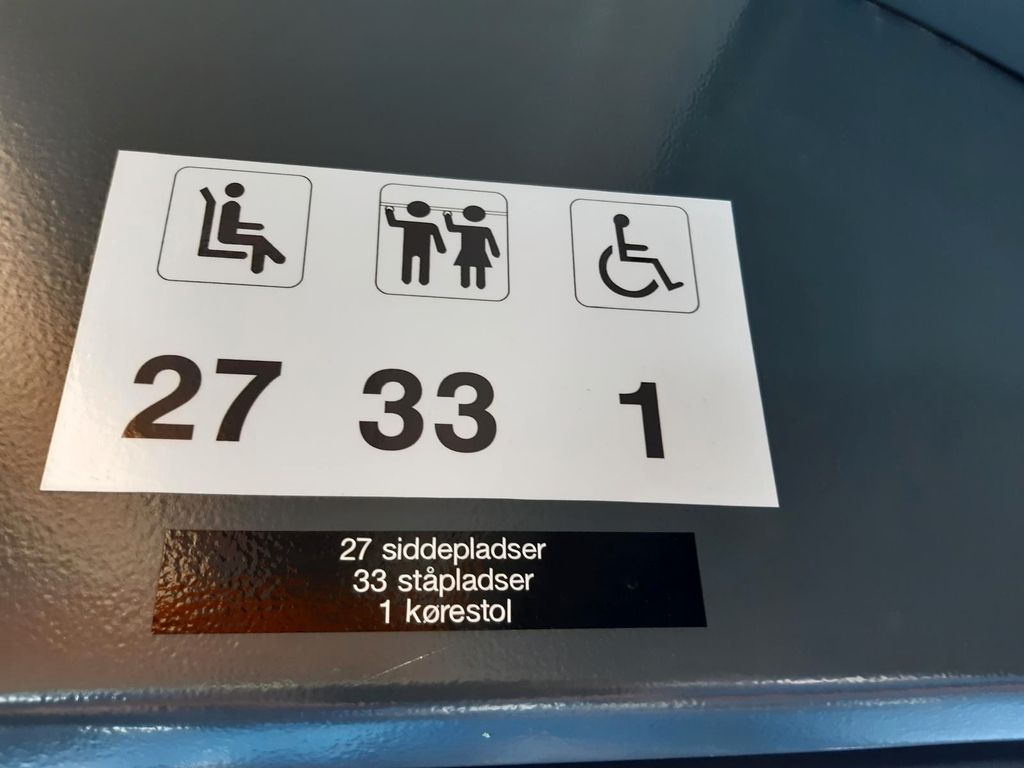 27 33 1
27 siddepladser
33 ståpladser
1 kørestol